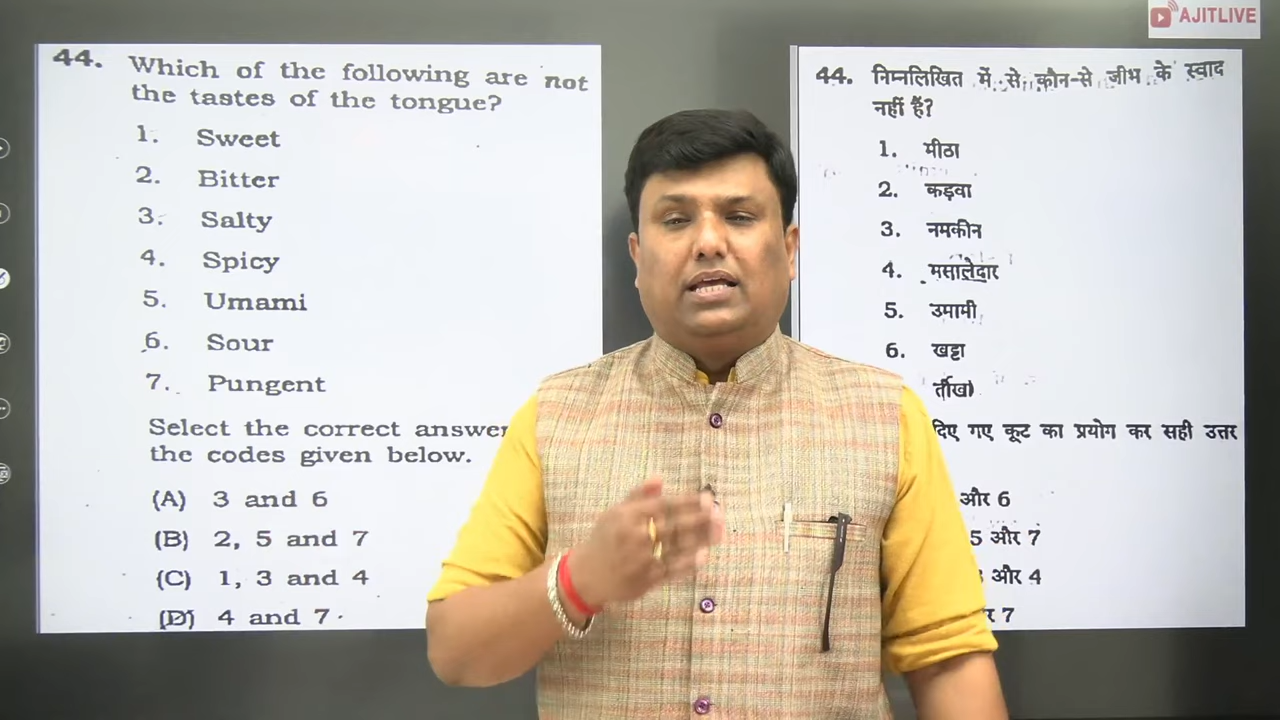 AJITLIVE
44. Which of the following are not
the tastes of the tongue?
1. Sweet
2. Bitter
3. Salty
4. Spicy
5. Umami
6. Sour
7. Pungent
Select the correct answer
the codes given below.
(A) 3 and 6
(B) 2, 5 and 7
(C) 1, 3 and 4
(D) 4 and 7
44. निम्नलिखित में से कौन-से जीभ के स्वाद
नहीं हैं?
1. मीठा
2. कड़वा
3. नमकीन
4. मसालेदार
5. उमामी
6. खट्टा
तीखा
दिए गए कूट का प्रयोग कर सही उत्तर
और 6
5 और 7
और 4
7